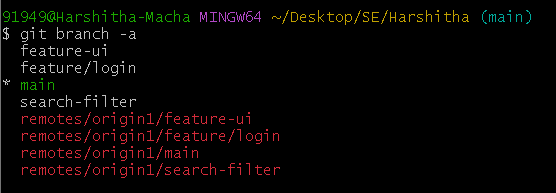 91949@Harshitha-Macha MINGW64 ~/Desktop/SE/Harshitha (main)
$ git branch -a
  feature-ui
  feature/login
* main
  search-filter
  remotes/origin1/feature-ui
  remotes/origin1/feature/login
  remotes/origin1/main
  remotes/origin1/search-filter